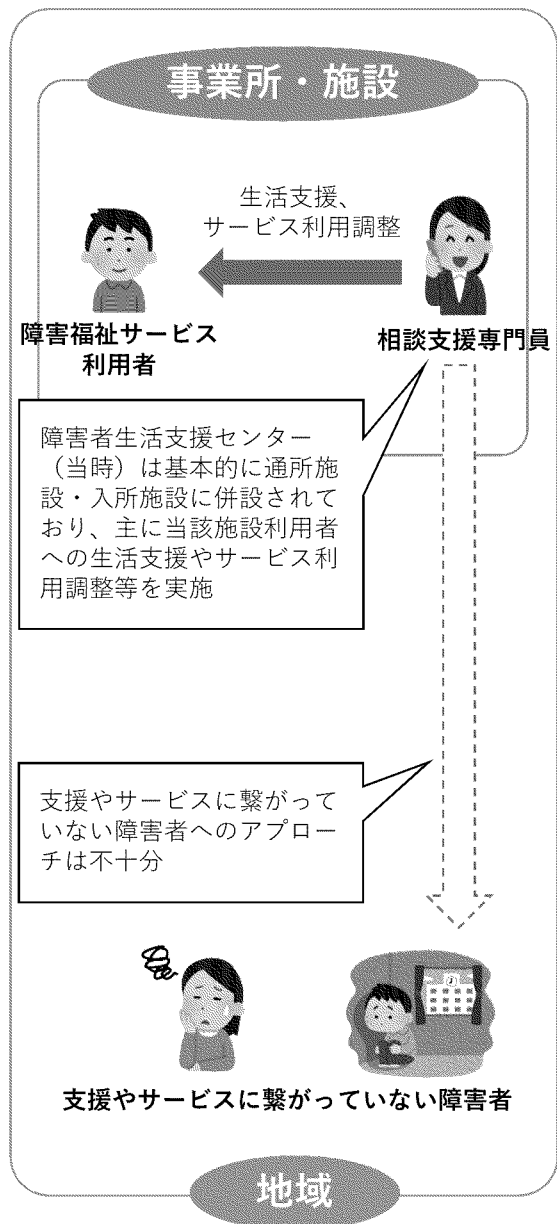 事業所・施設
生活支援、
サービス利用調整
障害福祉サービス
利用者
相談支援専門員
障害者生活支援センター
（当時）は基本的に通所施
設・入所施設に併設されて
おり、主に当該施設利用者
への生活支援やサービス利
用調整等を実施
支援やサービスに繋がって
いない障害者へのアプロー
チは不十分
支援やサービスに繋がっていない障害者
地域